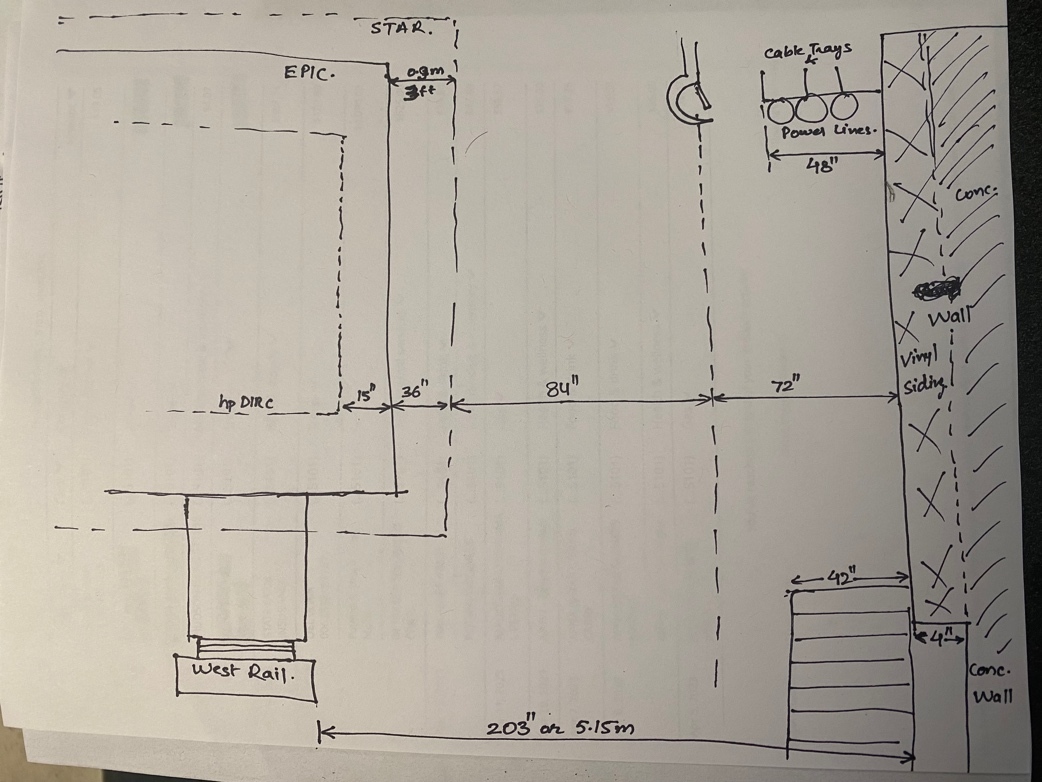 STAR.
EPIC.
0.9m
3ft
Cable Trays
&
Power Lines.
48"
Conc.
Wall
Vinyl
Siding
hp DIRC
15"
36"
84"
72"
42"
4"
West Rail.
Conc.
Wall
203" or 5.15m